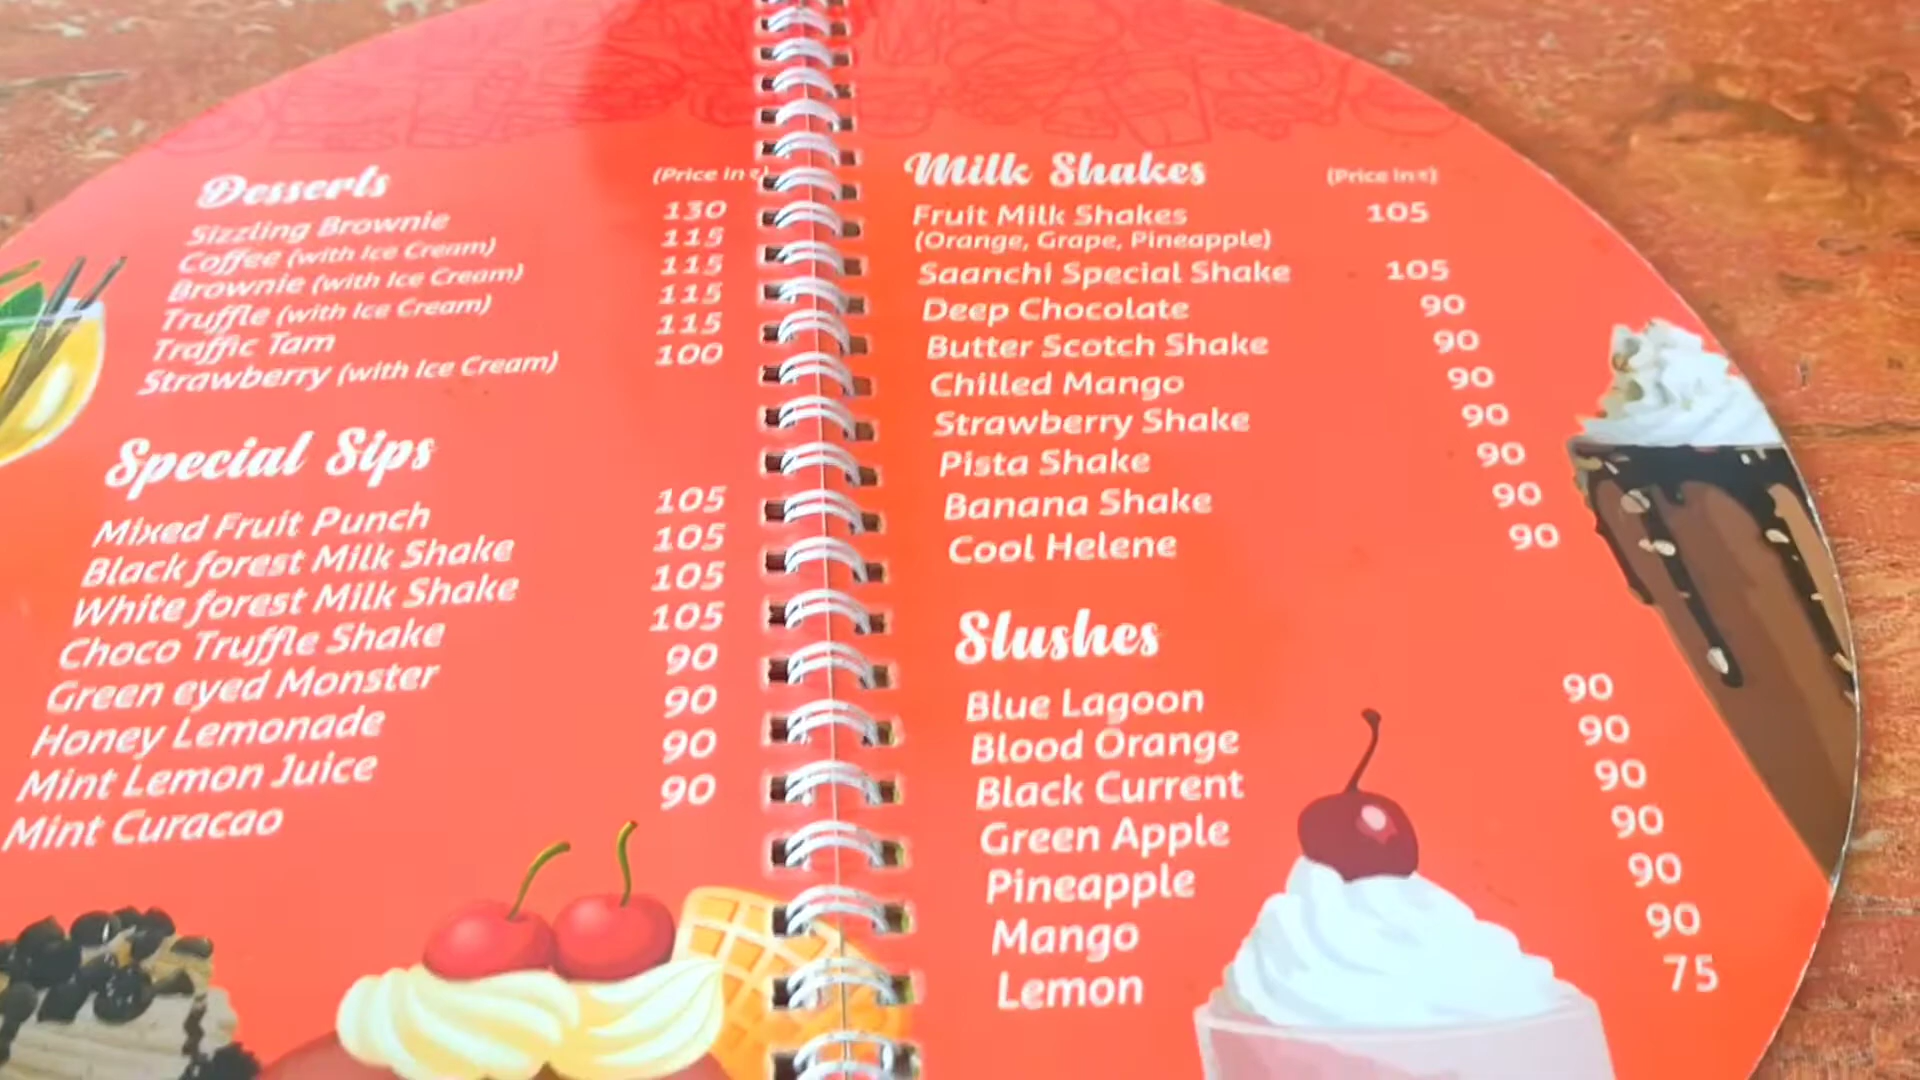 Desserts (Price in ₹)
Sizzling Brownie 130
Coffee (with Ice Cream) 115
Brownie (with Ice Cream) 115
Truffle (with Ice Cream) 115
Traffic Tam 115
Strawberry (with Ice Cream) 100
Special Sips
Mixed Fruit Punch 105
Black forest Milk Shake 105
White forest Milk Shake 105
Choco Truffle Shake 105
Green eyed Monster 90
Honey Lemonade 90
Mint Lemon Juice 90
Mint Curacao 90
Milk Shakes (Price in ₹)
Fruit Milk Shakes 105
(Orange, Grape, Pineapple)
Saanchi Special Shake 105
Deep Chocolate 90
Butter Scotch Shake 90
Chilled Mango 90
Strawberry Shake 90
Pista Shake 90
Banana Shake 90
Cool Helene 90
Slushes
Blue Lagoon 90
Blood Orange 90
Black Current 90
Green Apple 90
Pineapple 90
Mango 90
Lemon 75